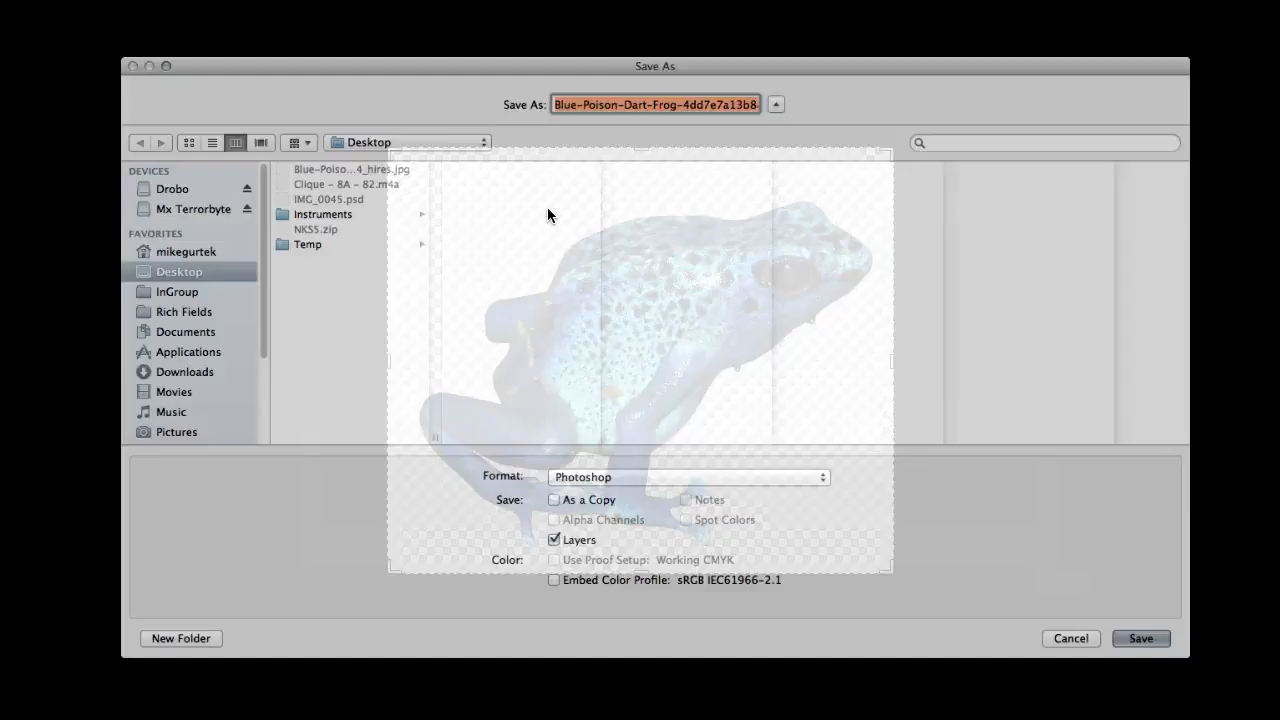 Save As
Save As: Blue-Poison-Dart-Frog-4dd7e7a13b8
Desktop
DEVICES
Drobo
Mx Terrorbyte
FAVORITES
mikegurtek
Desktop
InGroup
Rich Fields
Documents
Applications
Downloads
Movies
Music
Pictures
Blue-Poiso...4_hires.jpg
Clique - 8A - 82.m4a
IMG_0045.psd
Instruments
NKS5.zip
Temp
Format: Photoshop
Save: As a Copy Notes
Alpha Channels Spot Colors
Layers
Color: Use Proof Setup: Working CMYK
Embed Color Profile: sRGB IEC61966-2.1
New Folder Cancel Save